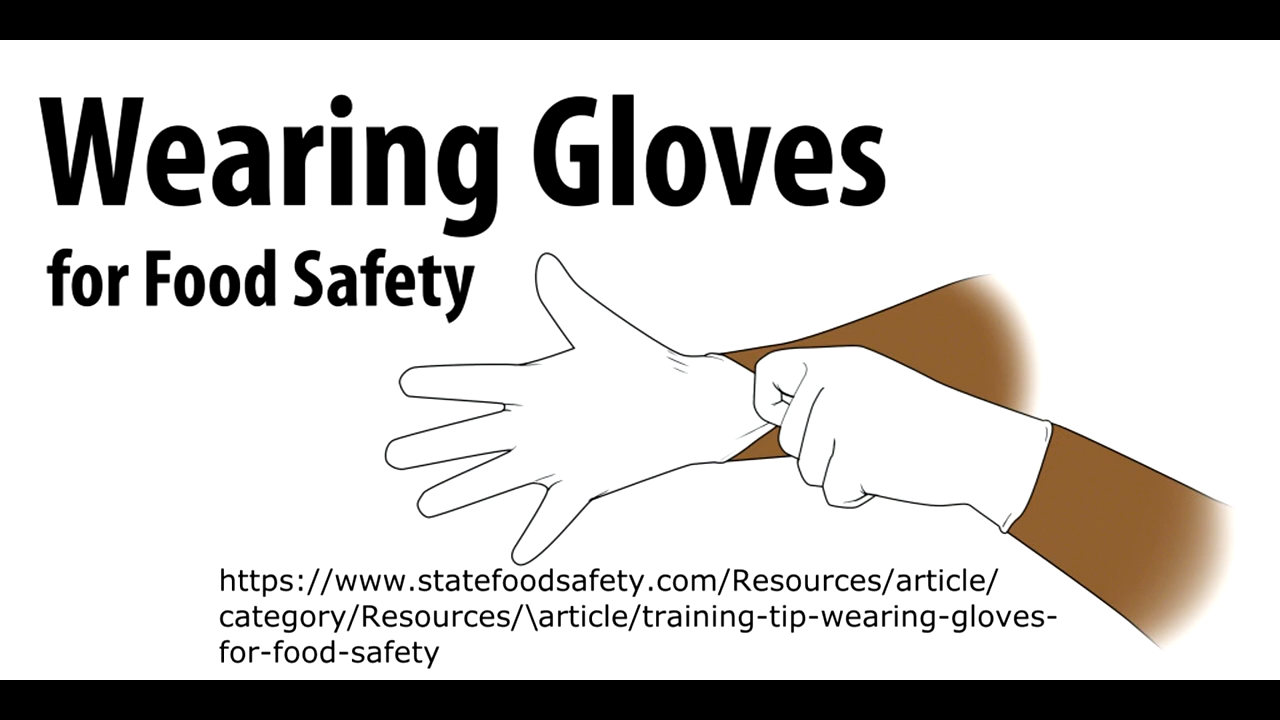 Wearing Gloves
for Food Safety
https://www.statefoodsafety.com/Resources/article/
category/Resources/\article/training-tip-wearing-gloves-
for-food-safety